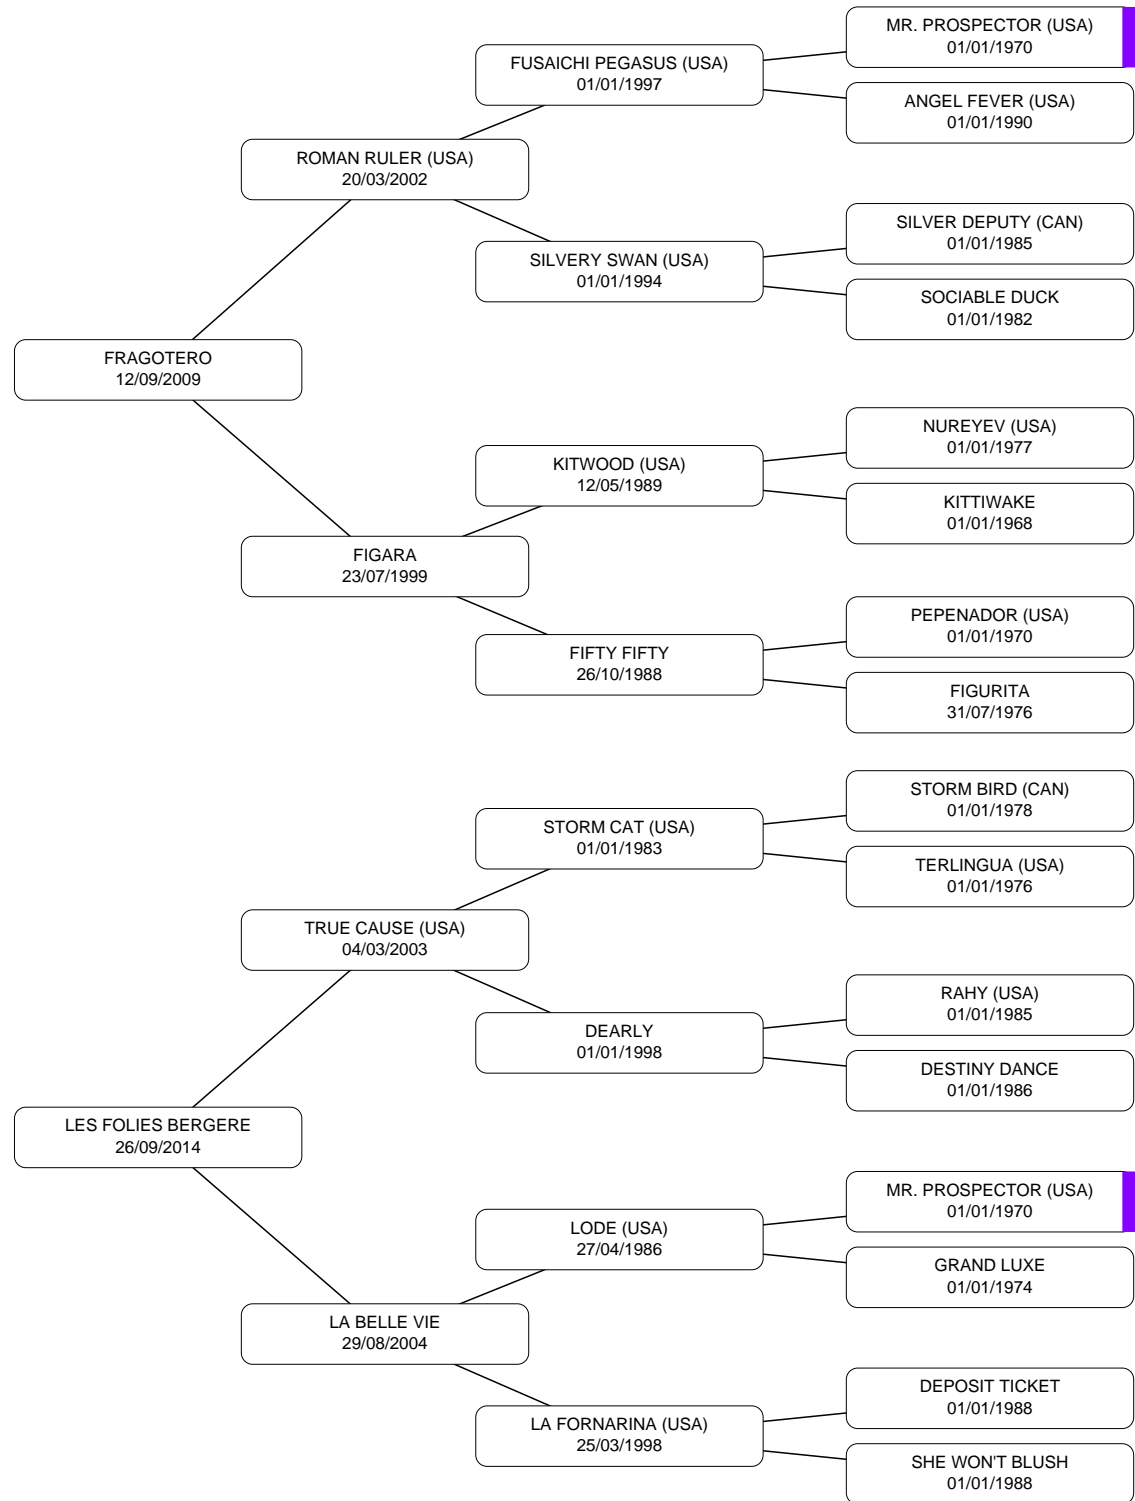 MR. PROSPECTOR (USA)
01/01/1970
FUSAICHI PEGASUS (USA)
01/01/1997
ANGEL FEVER (USA)
01/01/1990
ROMAN RULER (USA)
20/03/2002
SILVER DEPUTY (CAN)
01/01/1985
SILVERY SWAN (USA)
01/01/1994
SOCIABLE DUCK
01/01/1982
FRAGOTERO
12/09/2009
NUREYEV (USA)
01/01/1977
KITWOOD (USA)
12/05/1989
KITTIWAKE
01/01/1968
FIGARA
23/07/1999
PEPENADOR (USA)
01/01/1970
FIFTY FIFTY
26/10/1988
FIGURITA
31/07/1976
STORM BIRD (CAN)
01/01/1978
STORM CAT (USA)
01/01/1983
TERLINGUA (USA)
01/01/1976
TRUE CAUSE (USA)
04/03/2003
RAHY (USA)
01/01/1985
DEARLY
01/01/1998
DESTINY DANCE
01/01/1986
LES FOLIES BERGERE
26/09/2014
MR. PROSPECTOR (USA)
01/01/1970
LODE (USA)
27/04/1986
GRAND LUXE
01/01/1974
LA BELLE VIE
29/08/2004
DEPOSIT TICKET
01/01/1988
LA FORNARINA (USA)
25/03/1998
SHE WON'T BLUSH
01/01/1988